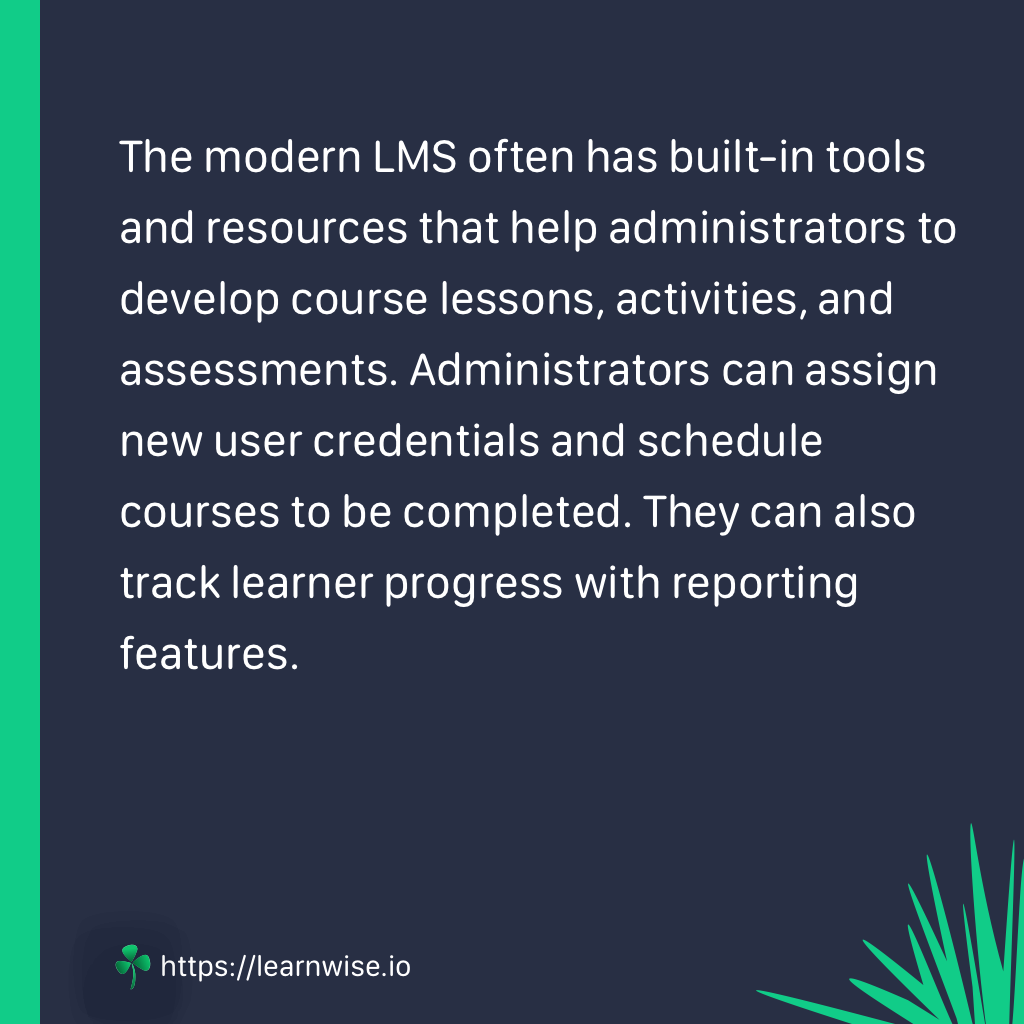 The modern LMS often has built-in tools
and resources that help administrators to
develop course lessons, activities, and
assessments. Administrators can assign
new user credentials and schedule
courses to be completed. They can also
track learner progress with reporting
features.
https://learnwise.io